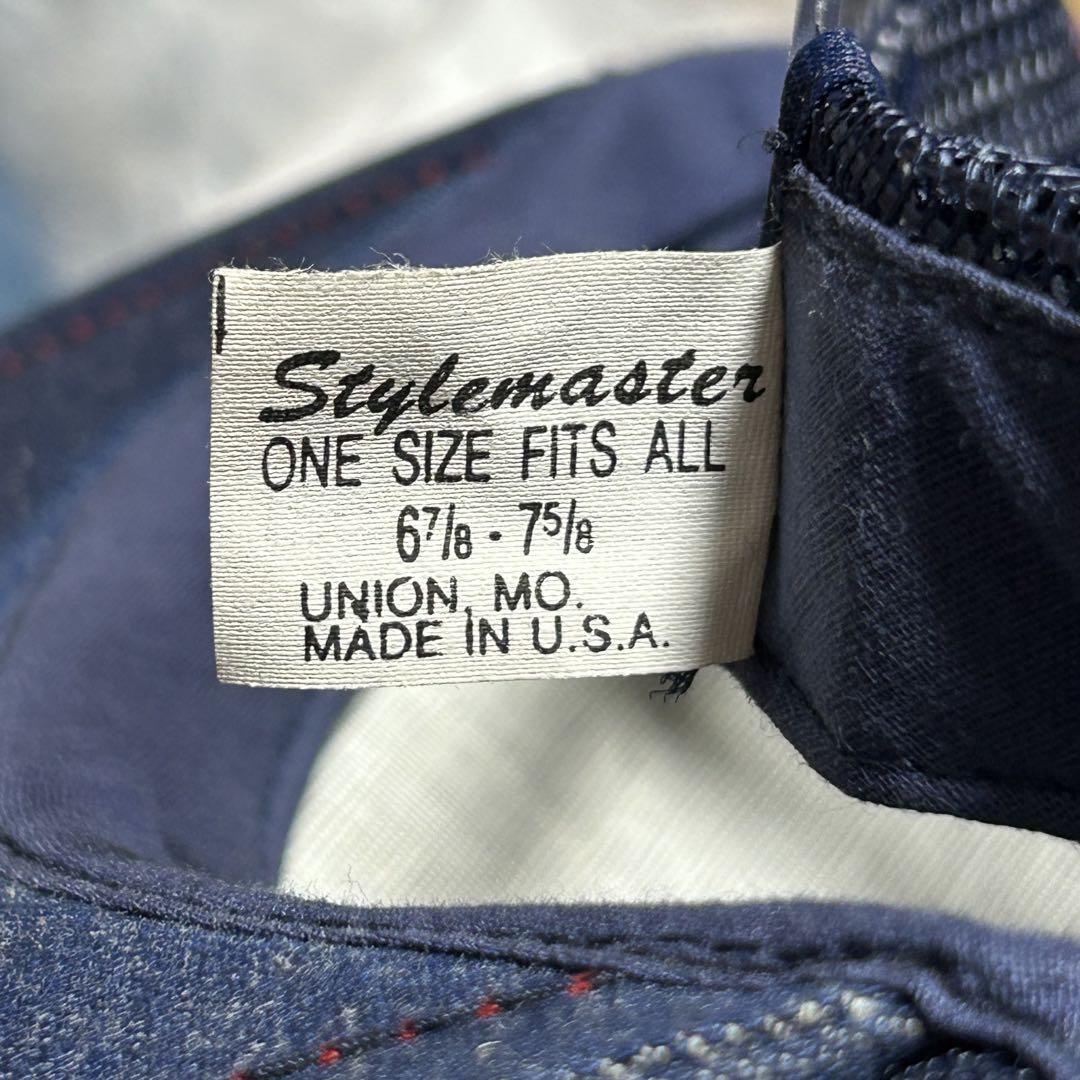 Stylemaster
ONE SIZE FITS ALL
6⅞ - 7⅝
UNION, MO.
MADE IN U.S.A.